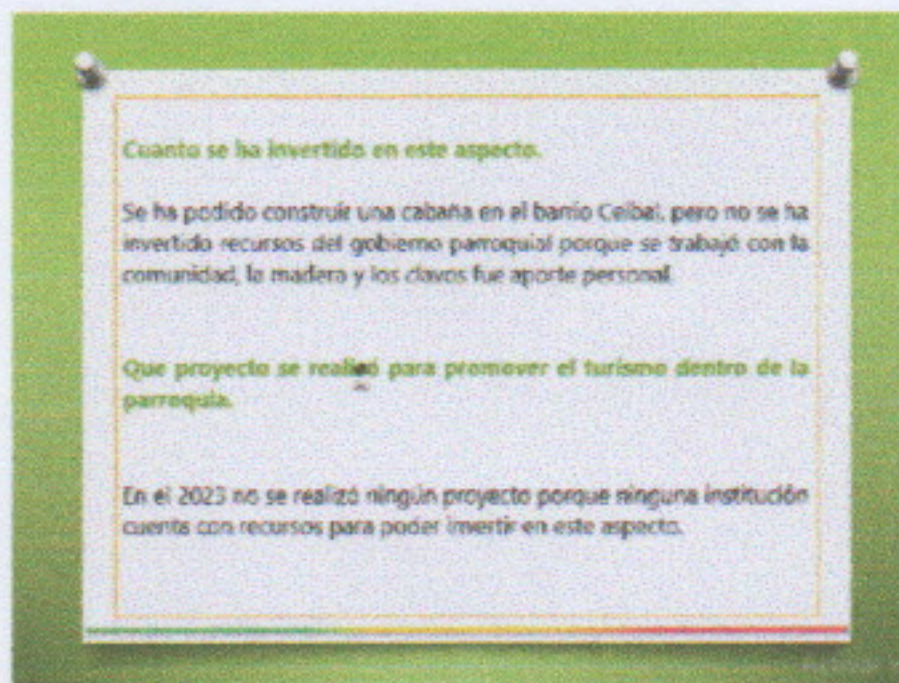 Cuanto se ha invertido en este aspecto.
Se ha podido construir una cabaña en el barrio Ceibal, pero no se ha
invertido recursos del gobierno parroquial porque se trabajó con la
comunidad, la madera y los clavos fue aporte personal.
Que proyecto se realizó para promover el turismo dentro de la
parroquia.
En el 2023 no se realizó ningún proyecto porque ninguna institución
cuenta con recursos para poder invertir en este aspecto.